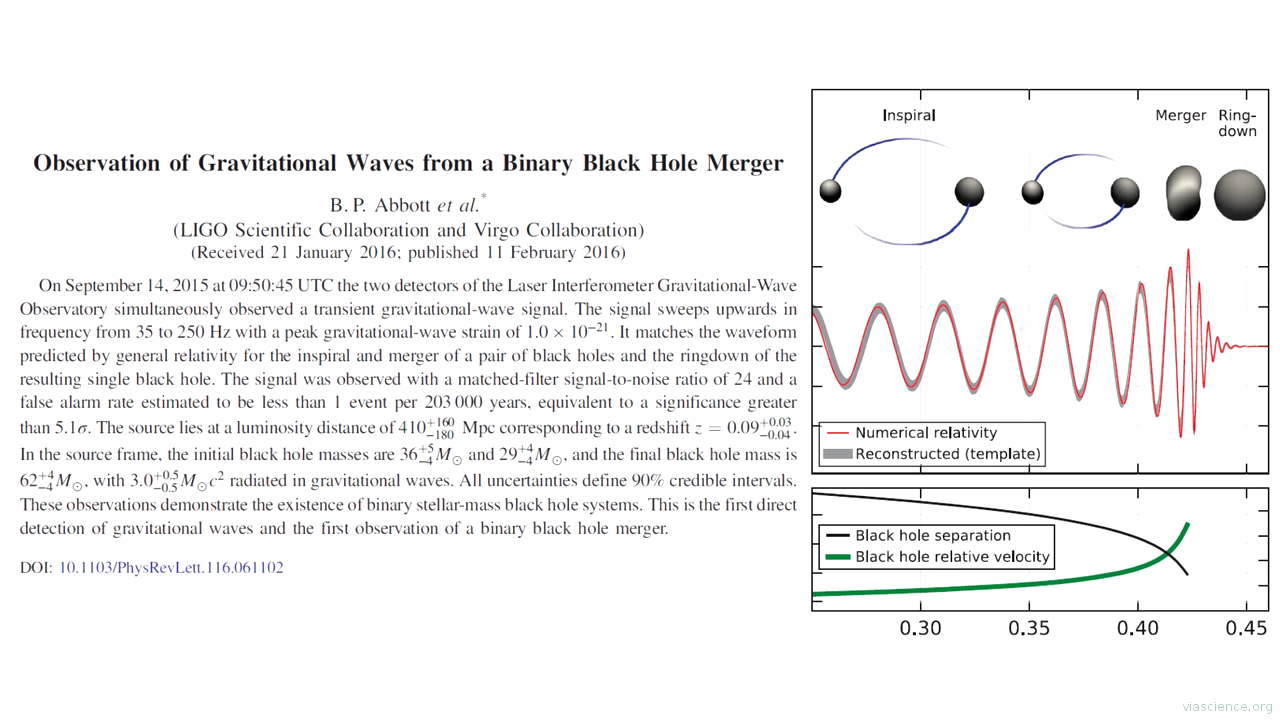 Observation of Gravitational Waves from a Binary Black Hole Merger
B. P. Abbott et al.*
(LIGO Scientific Collaboration and Virgo Collaboration)
(Received 21 January 2016; published 11 February 2016)
On September 14, 2015 at 09:50:45 UTC the two detectors of the Laser Interferometer Gravitational-Wave
Observatory simultaneously observed a transient gravitational-wave signal. The signal sweeps upwards in
frequency from 35 to 250 Hz with a peak gravitational-wave strain of 1.0 × 10⁻²¹. It matches the waveform
predicted by general relativity for the inspiral and merger of a pair of black holes and the ringdown of the
resulting single black hole. The signal was observed with a matched-filter signal-to-noise ratio of 24 and a
false alarm rate estimated to be less than 1 event per 203 000 years, equivalent to a significance greater
than 5.1σ. The source lies at a luminosity distance of 410⁺¹⁶⁰₋₁₈₀ Mpc corresponding to a redshift z = 0.09^{+0.03}_{−0.04}.
In the source frame, the initial black hole masses are 36⁺⁵₋₄M⊙ and 29⁺⁴₋₄M⊙, and the final black hole mass is
62⁺⁴₋₄M⊙, with 3.0^{+0.5}_{−0.5}M⊙c² radiated in gravitational waves. All uncertainties define 90% credible intervals.
These observations demonstrate the existence of binary stellar-mass black hole systems. This is the first direct
detection of gravitational waves and the first observation of a binary black hole merger.
DOI: 10.1103/PhysRevLett.116.061102
Inspiral
Merger
Ring-
down
Numerical relativity
Reconstructed (template)
Black hole separation
Black hole relative velocity
0.30 0.35 0.40 0.45
viascience.org